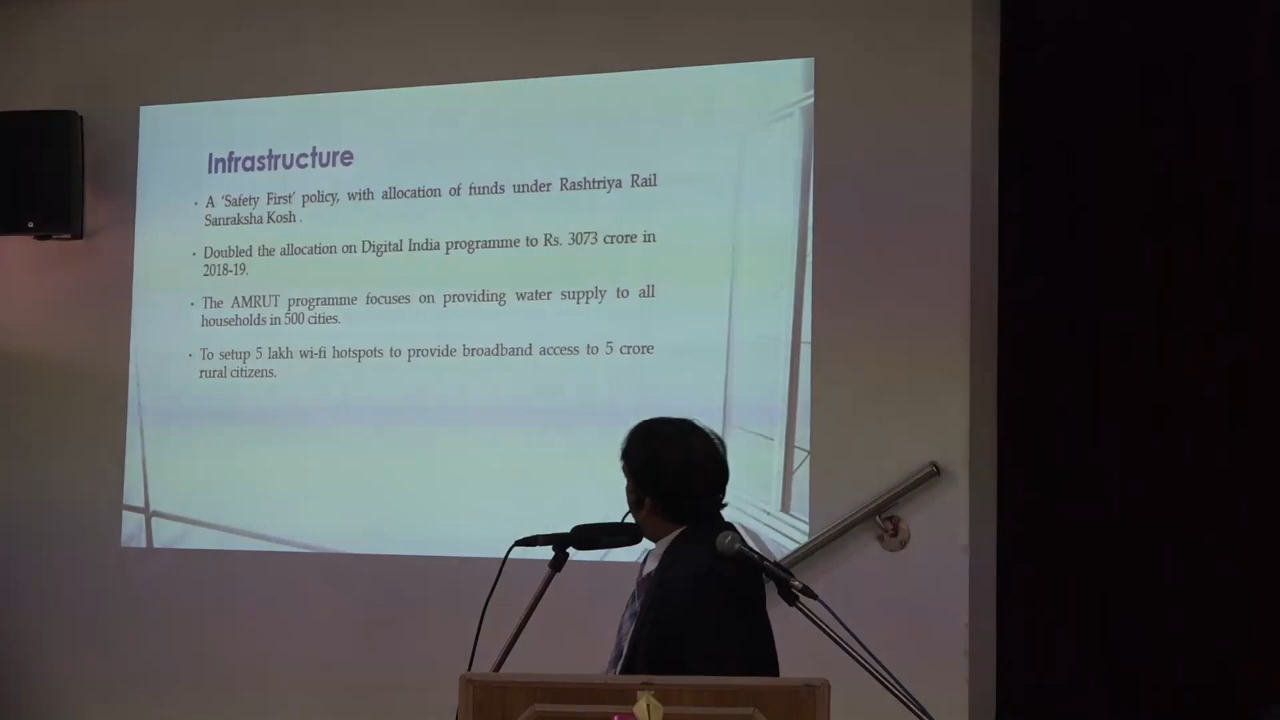 Infrastructure
• A 'Safety First' policy, with allocation of funds under Rashtriya Rail
Sanraksha Kosh .
• Doubled the allocation on Digital India programme to Rs. 3073 crore in
2018-19.
• The AMRUT programme focuses on providing water supply to all
households in 500 cities.
• To setup 5 lakh wi-fi hotspots to provide broadband access to 5 crore
rural citizens.